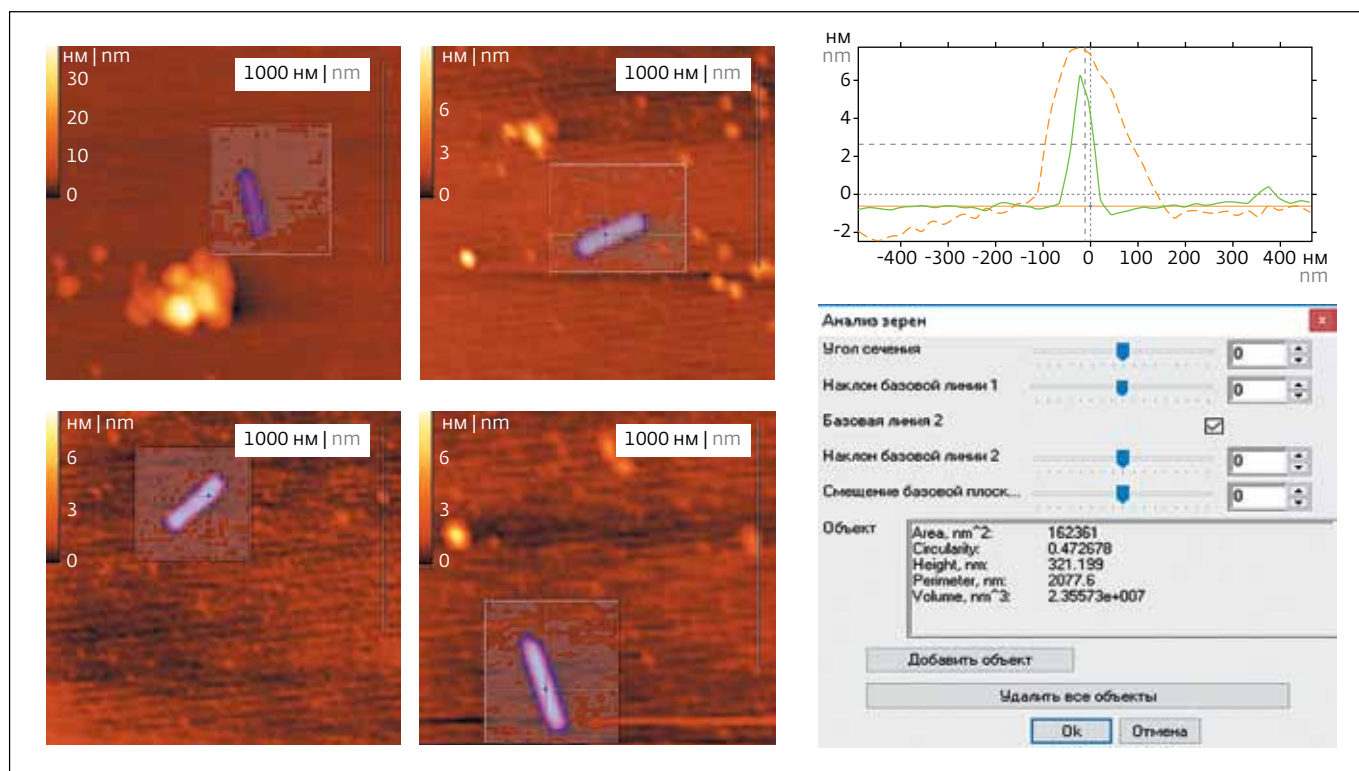 нм | nm
30
20
10
0
1000 нм | nm
нм | nm
6
3
0
1000 нм | nm
нм | nm
6
3
0
1000 нм | nm
нм | nm
6
3
0
1000 нм | nm
нм
nm
6
4
2
0
-2
-400 -300 -200 -100 0 100 200 300 400 нм
nm
Анализ зерен
Угол сечения 0
Наклон базовой линии 1 0
Базовая линия 2
Наклон базовой линии 2 0
Смещение базовой плоск... 0
Объект
Area, nm^2: 162361
Circularity: 0.472678
Height, nm: 321.199
Perimeter, nm: 2077.6
Volume, nm^3: 2.35573e+007
Добавить объект
Удалить все объекты
Ok Отмена